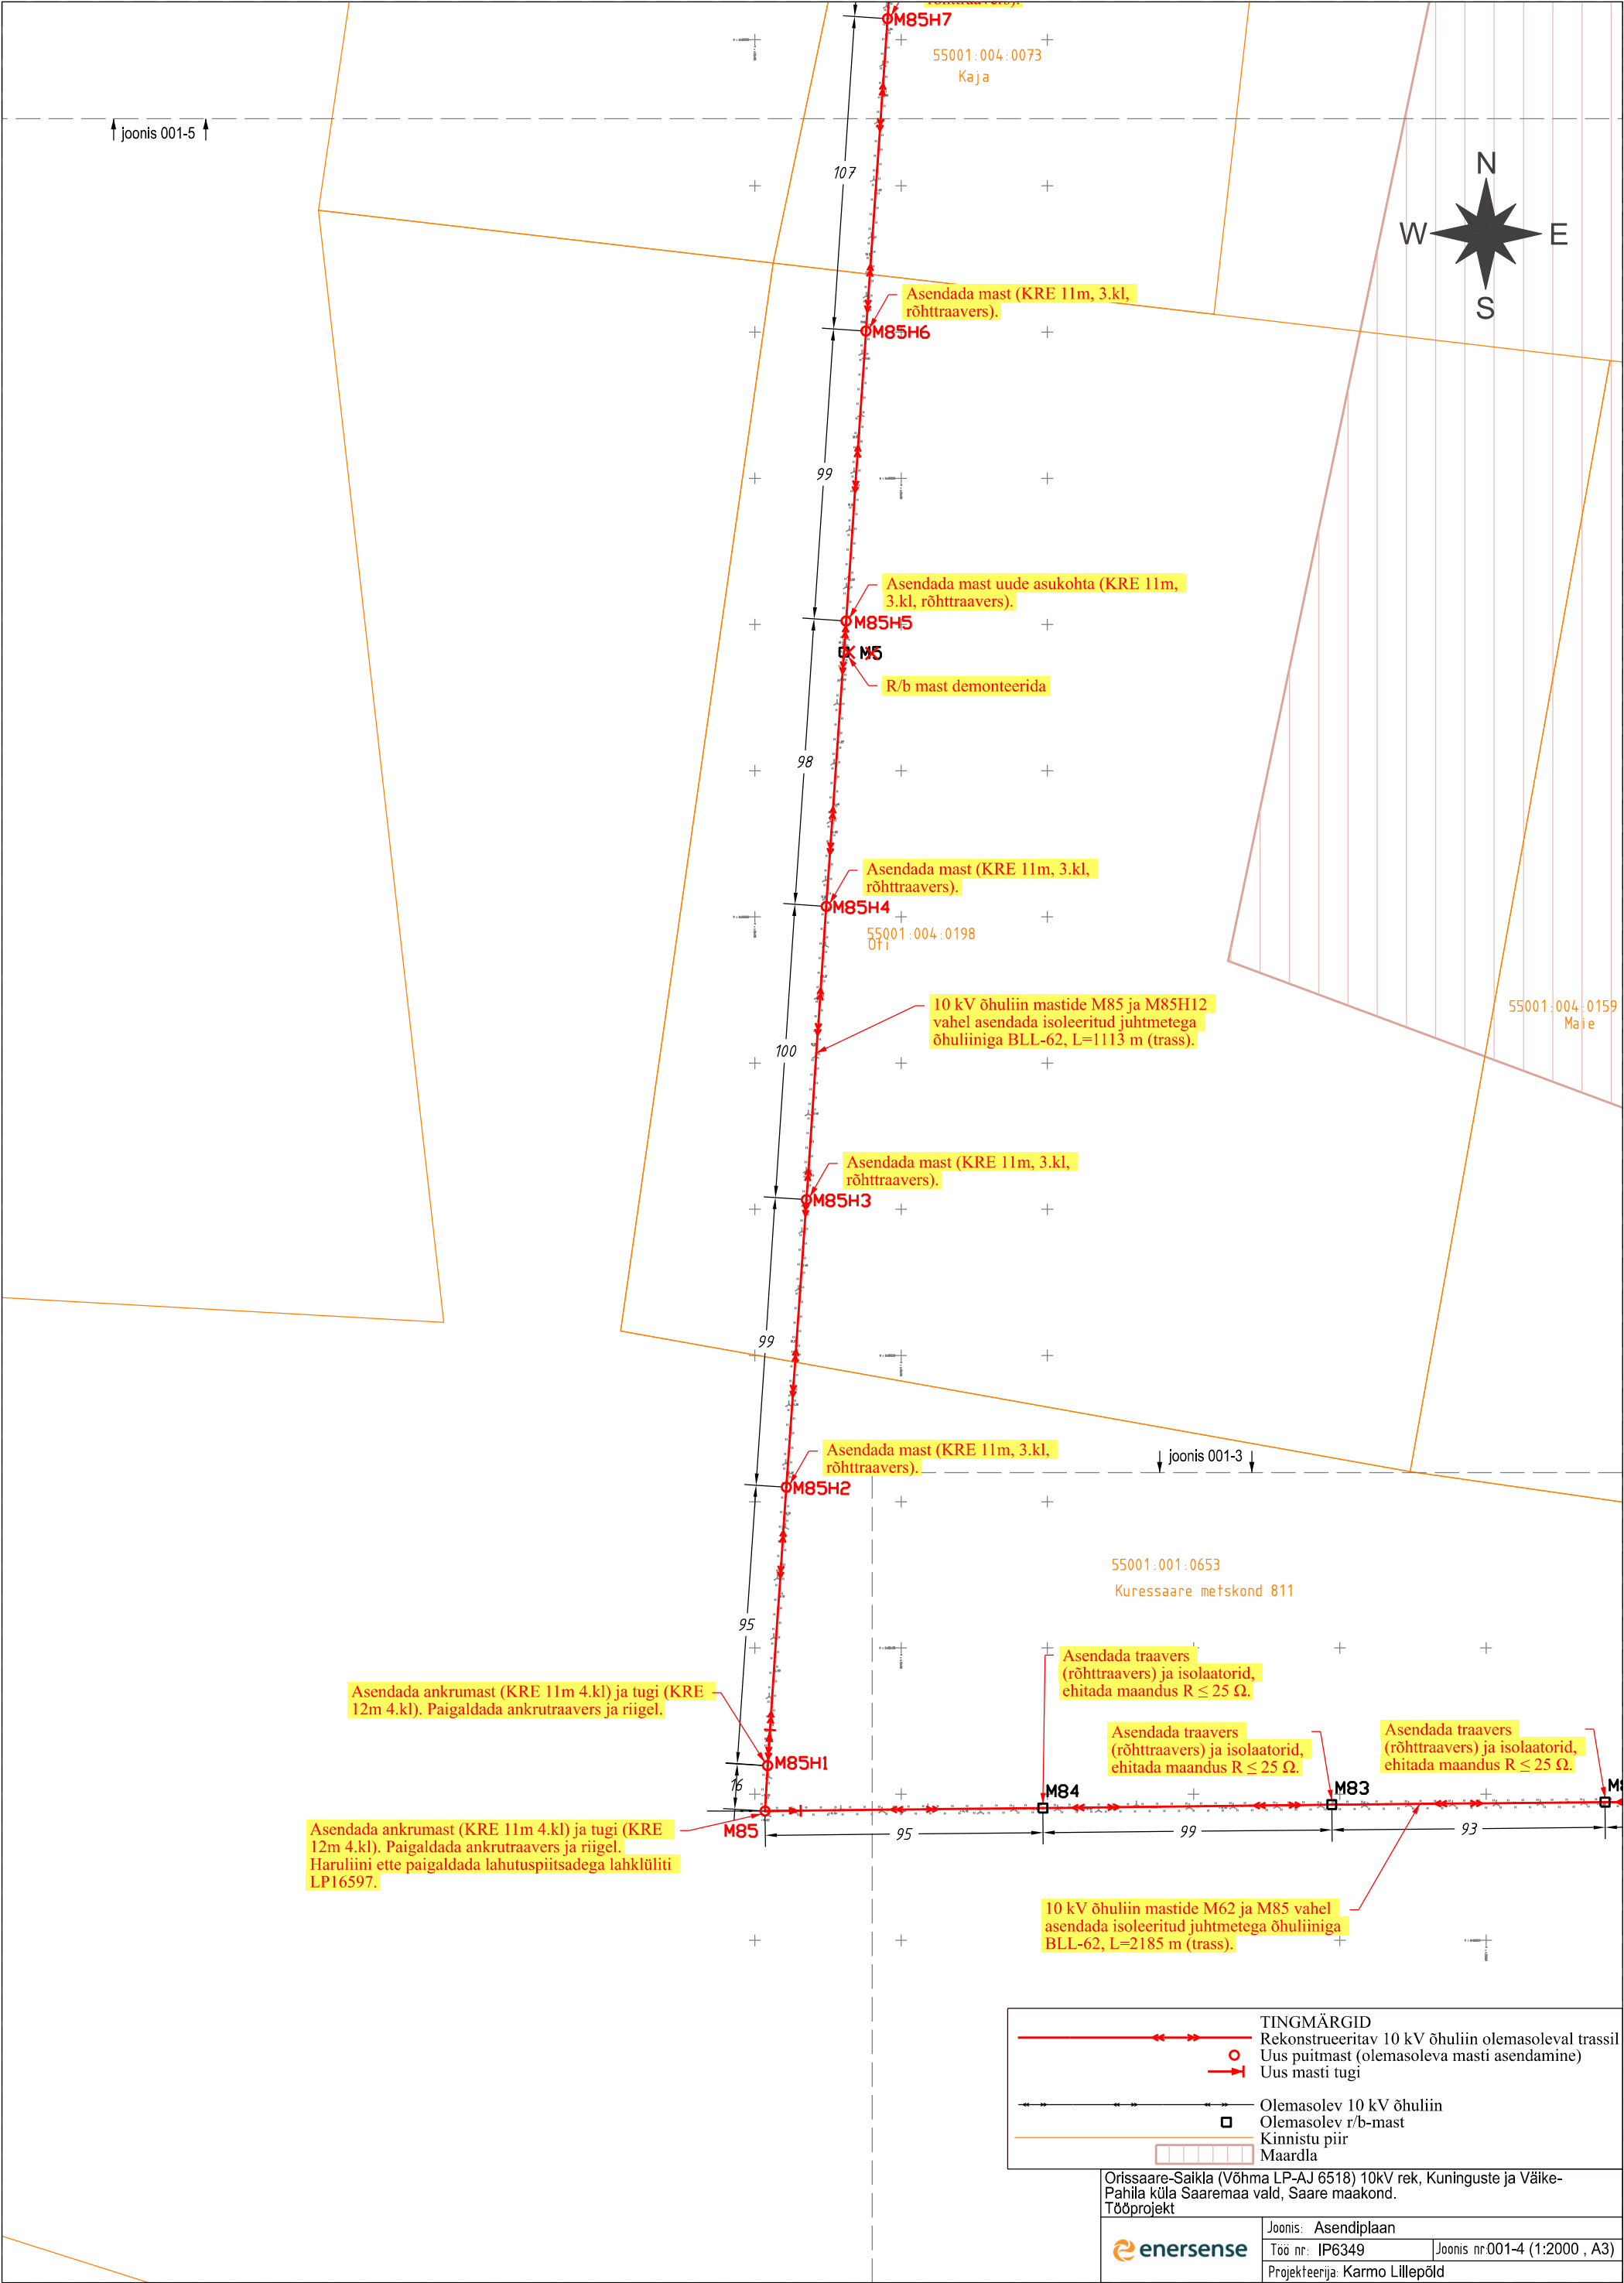 M85H7
55001:004:0073
Kaja
joonis 001-5
107
N
W
E
S
Asendada mast (KRE 11m, 3.kl,
rõhttraavers).
M85H6
99
Asendada mast uude asukohta (KRE 11m,
3.kl, rõhttraavers).
M85H5
M5
R/b mast demonteerida
98
Asendada mast (KRE 11m, 3.kl,
rõhttraavers).
M85H4
55001:004:0198
Oti
10 kV õhuliin mastide M85 ja M85H12
vahel asendada isoleeritud juhtmetega
õhuliiniga BLL-62, L=1113 m (trass).
55001:004:0159
Maie
100
Asendada mast (KRE 11m, 3.kl,
rõhttraavers).
M85H3
99
Asendada mast (KRE 11m, 3.kl,
rõhttraavers).
joonis 001-3
M85H2
55001:001:0653
Kuressaare metskond 811
95
Asendada traavers
(rõhttraavers) ja isolaatorid,
ehitada maandus R ≤ 25 Ω.
Asendada ankrumast (KRE 11m 4.kl) ja tugi (KRE
12m 4.kl). Paigaldada ankrutraavers ja riigel.
Asendada traavers
(rõhttraavers) ja isolaatorid,
ehitada maandus R ≤ 25 Ω.
Asendada traavers
(rõhttraavers) ja isolaatorid,
ehitada maandus R ≤ 25 Ω.
M85H1
16
M84
M83
M85
95
99
93
Asendada ankrumast (KRE 11m 4.kl) ja tugi (KRE
12m 4.kl). Paigaldada ankrutraavers ja riigel.
Haruliini ette paigaldada lahutuspiitsadega lahklüliti
LP16597.
10 kV õhuliin mastide M62 ja M85 vahel
asendada isoleeritud juhtmetega õhuliiniga
BLL-62, L=2185 m (trass).
TINGMÄRGID
Rekonstrueeritav 10 kV õhuliin olemasoleval trassil
Uus puitmast (olemasoleva masti asendamine)
Uus masti tugi
Olemasolev 10 kV õhuliin
Olemasolev r/b-mast
Kinnistu piir
Maardla
Orissaare-Saikla (Võhma LP-AJ 6518) 10kV rek, Kuninguste ja Väike-
Pahila küla Saaremaa vald, Saare maakond.
Tööprojekt
enersense
Joonis: Asendiplaan
Töö nr: IP6349
Joonis nr:001-4 (1:2000 , A3)
Projekteerija: Karmo Lillepõld